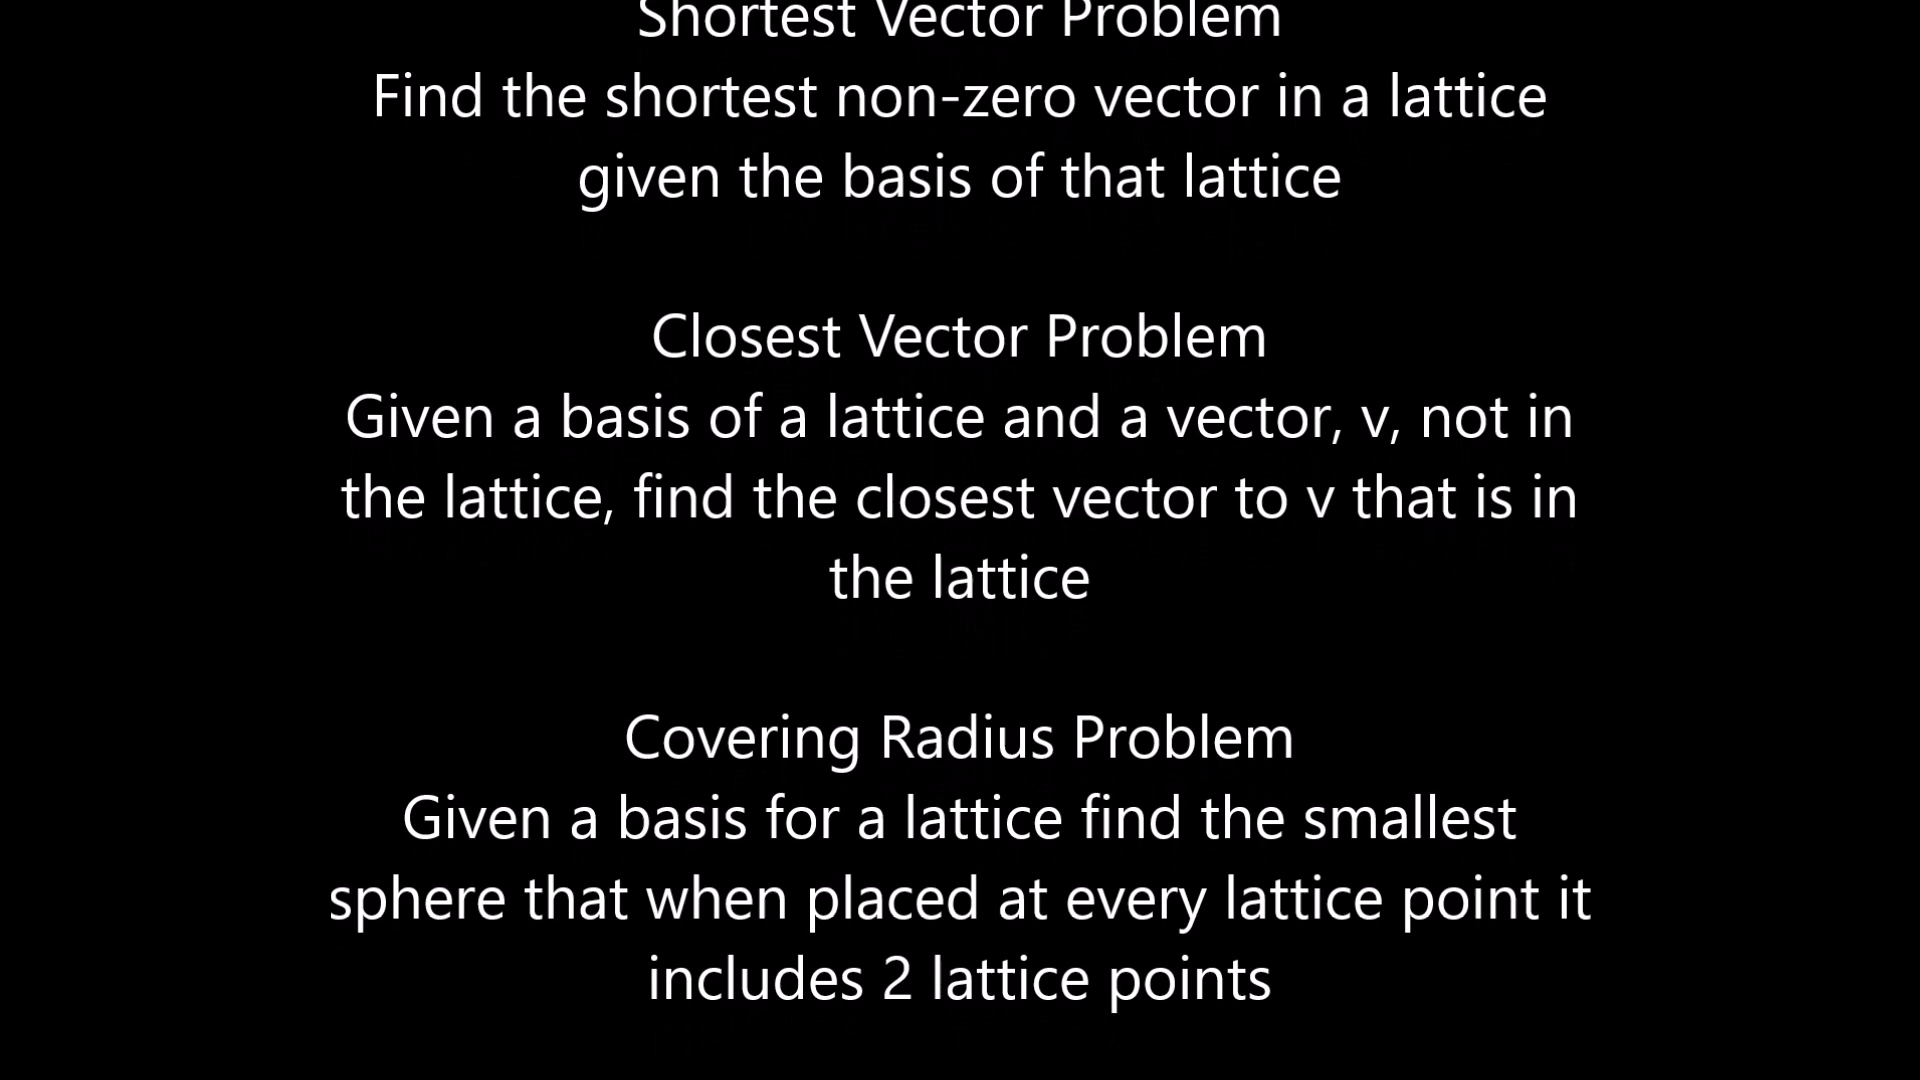 Shortest Vector Problem
Find the shortest non-zero vector in a lattice
given the basis of that lattice
Closest Vector Problem
Given a basis of a lattice and a vector, v, not in
the lattice, find the closest vector to v that is in
the lattice
Covering Radius Problem
Given a basis for a lattice find the smallest
sphere that when placed at every lattice point it
includes 2 lattice points